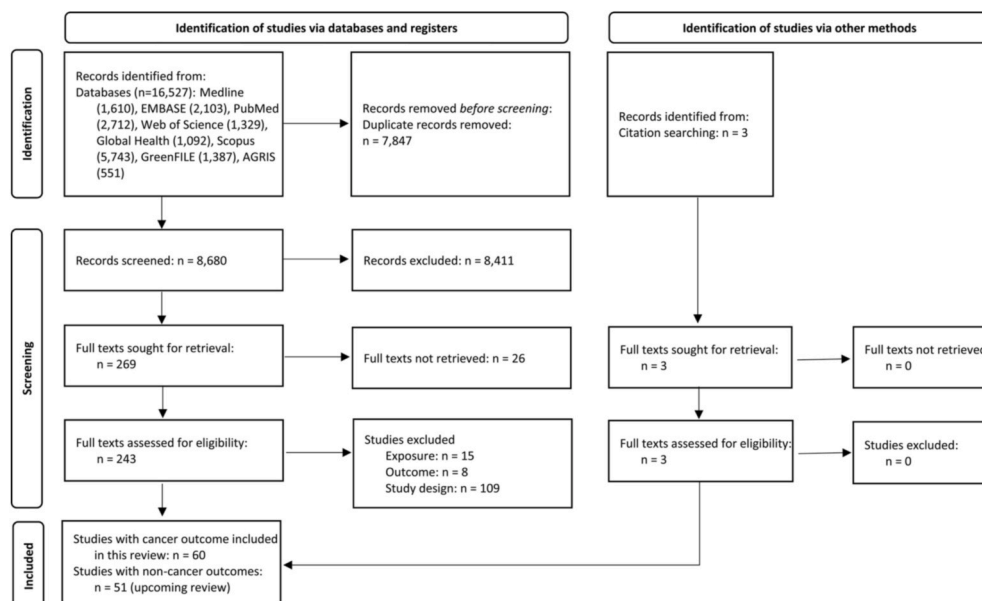 Identification of studies via databases and registers
Identification of studies via other methods
Identification
Records identified from:
Databases (n=16,527): Medline
(1,610), EMBASE (2,103), PubMed
(2,712), Web of Science (1,329),
Global Health (1,092), Scopus
(5,743), GreenFILE (1,387), AGRIS
(551)
Records removed before screening:
Duplicate records removed:
n = 7,847
Records identified from:
Citation searching: n = 3
Screening
Records screened: n = 8,680
Records excluded: n = 8,411
Full texts sought for retrieval:
n = 269
Full texts not retrieved: n = 26
Full texts sought for retrieval:
n = 3
Full texts not retrieved
n = 0
Full texts assessed for eligibility:
n = 243
Studies excluded
Exposure: n = 15
Outcome: n = 8
Study design: n = 109
Full texts assessed for eligibility:
n = 3
Studies excluded:
n = 0
Included
Studies with cancer outcome included
in this review: n = 60
Studies with non-cancer outcomes:
n = 51 (upcoming review)